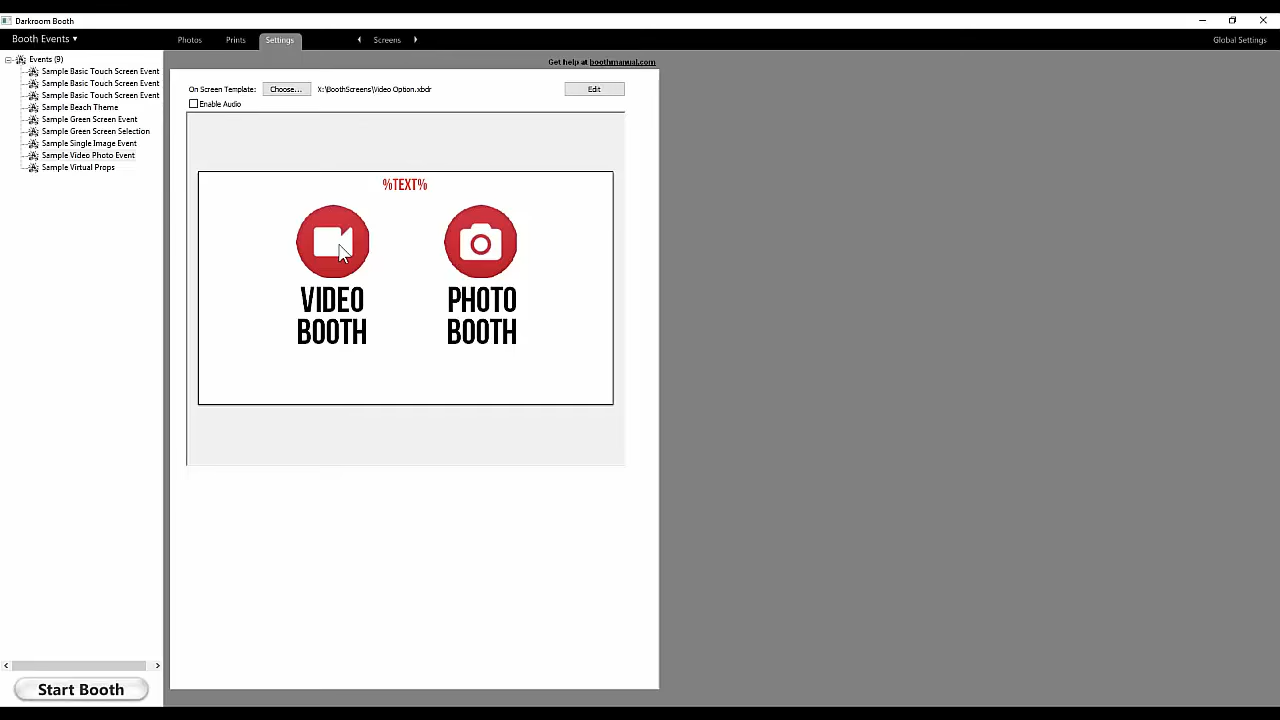 Darkroom Booth
Booth Events ▾
Photos Prints Settings Screens Global Settings
Events (9)
Sample Basic Touch Screen Event
Sample Basic Touch Screen Event
Sample Basic Touch Screen Event
Sample Beach Theme
Sample Green Screen Event
Sample Green Screen Selection
Sample Single Image Event
Sample Video Photo Event
Sample Virtual Props
Start Booth
Get help at boothmanual.com
On Screen Template: Choose... X:\BoothScreens\Video Option.xbdr Edit
Enable Audio
%TEXT%
VIDEO
BOOTH
PHOTO
BOOTH